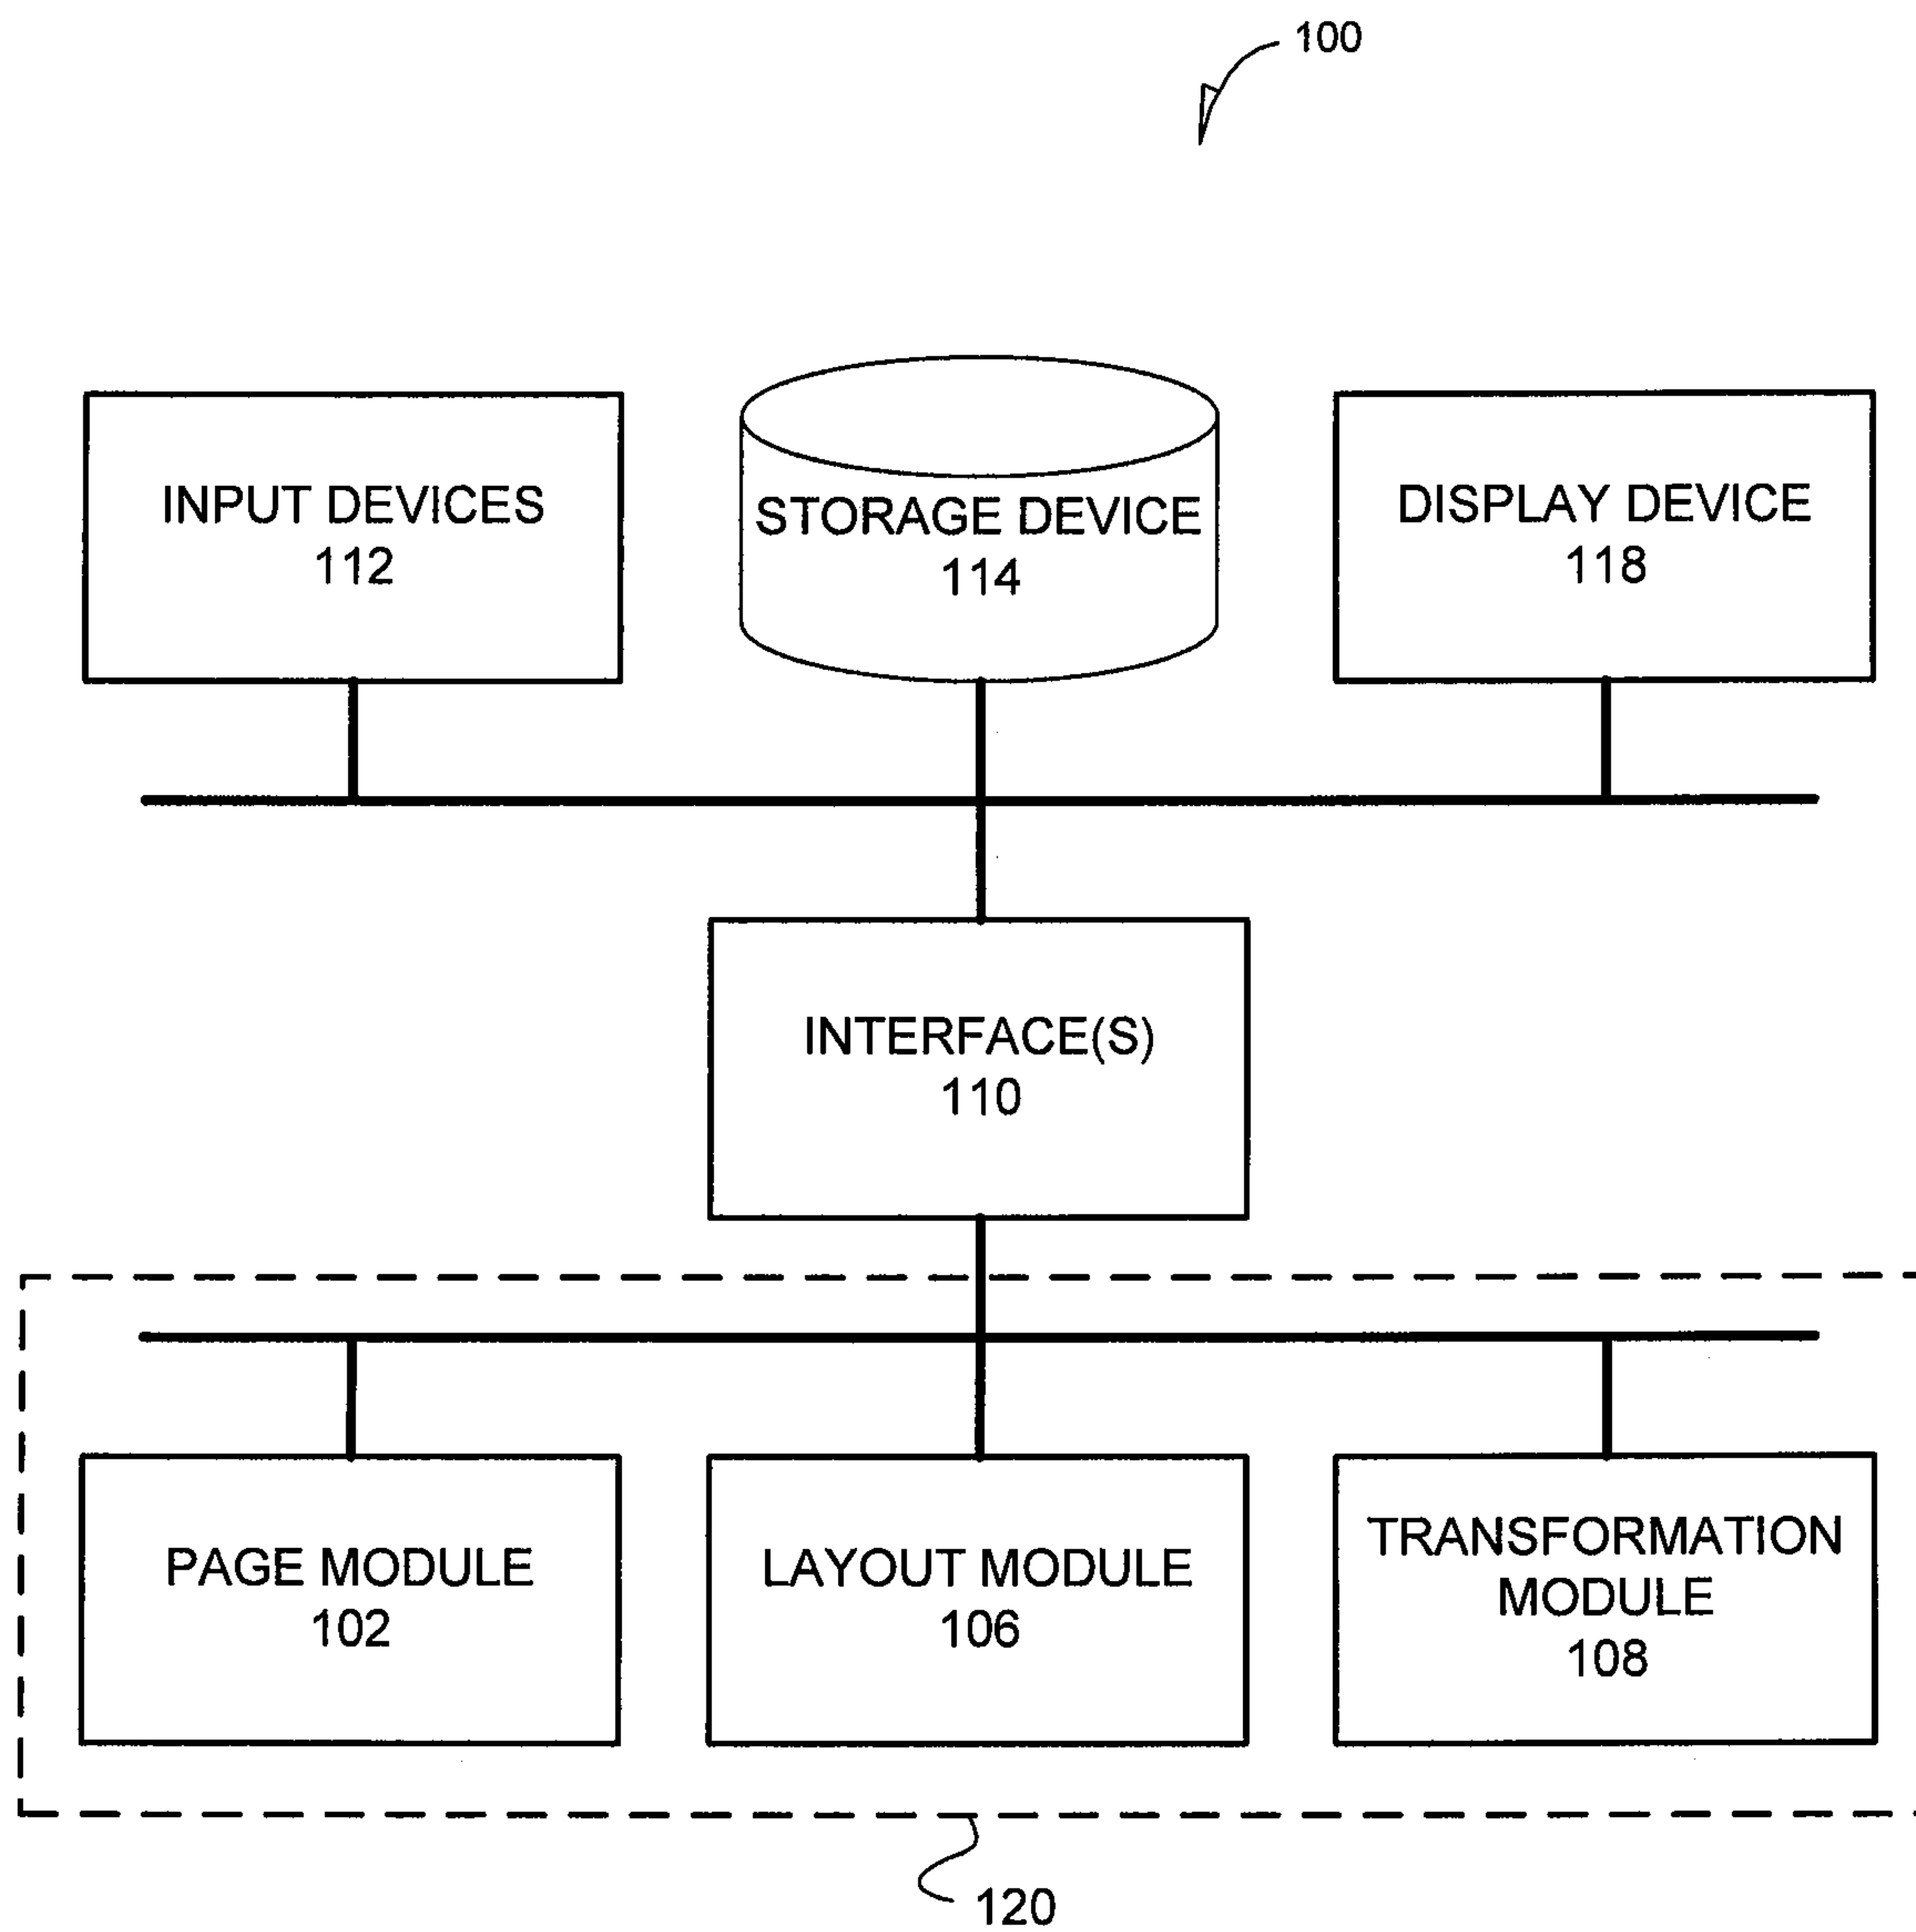 100
INPUT DEVICES
112
STORAGE DEVICE
114
DISPLAY DEVICE
118
INTERFACE(S)
110
PAGE MODULE
102
LAYOUT MODULE
106
TRANSFORMATION
MODULE
108
120